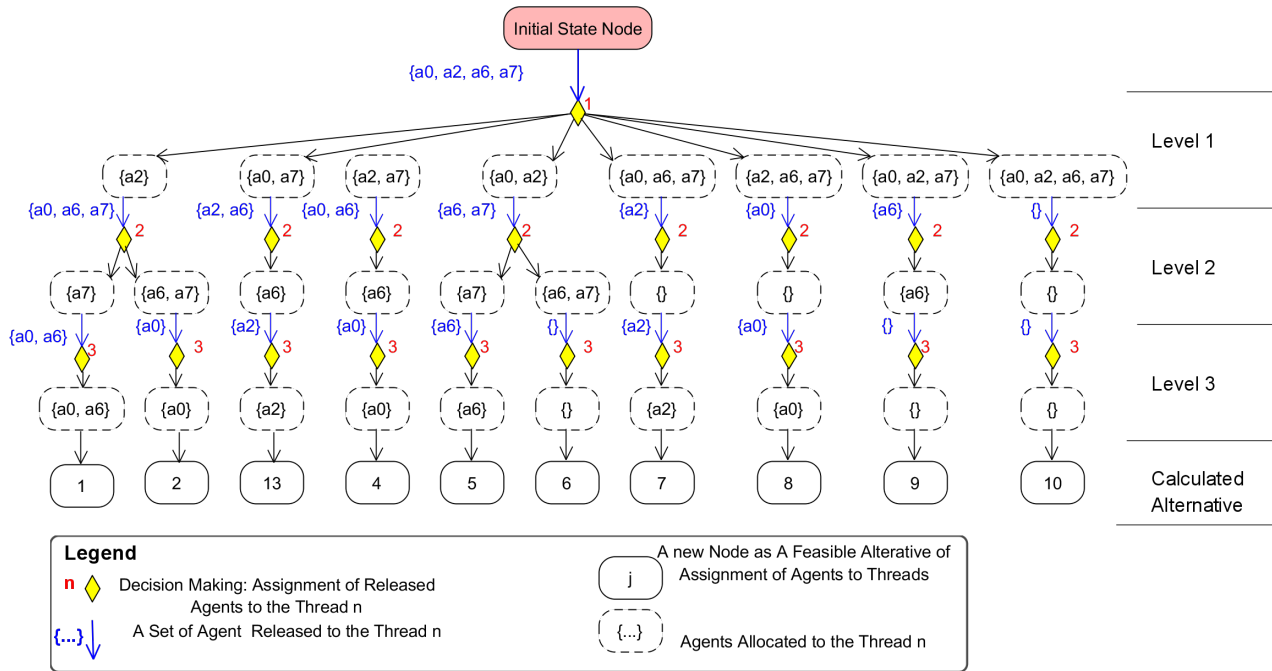 Initial State Node
{a0, a2, a6, a7}
1
Level 1
{a2}
{a0, a7}
{a2, a7}
{a0, a2}
{a0, a6, a7}
{a2, a6, a7}
{a0, a2, a7}
{a0, a2, a6, a7}
{a0, a6, a7}
{a2, a6}
{a0, a6}
{a6, a7}
{a2}
{a0}
{a6}
{}
2
2
2
2
2
2
2
2
Level 2
{a7}
{a6, a7}
{a6}
{a6}
{a7}
{a6, a7}
{}
{}
{a6}
{}
{a0, a6}
{a0}
{a2}
{a0}
{a6}
{}
{a2}
{a0}
{}
{}
3
3
3
3
3
3
3
3
3
3
Level 3
{a0, a6}
{a0}
{a2}
{a0}
{a6}
{}
{a2}
{a0}
{}
{}
1
2
13
4
5
6
7
8
9
10
Calculated
Alternative
Legend
n
Decision Making: Assignment of Released
Agents to the Thread n
{...}
A Set of Agent Released to the Thread n
j
A new Node as A Feasible Alterative of
Assignment of Agents to Threads
{...}
Agents Allocated to the Thread n